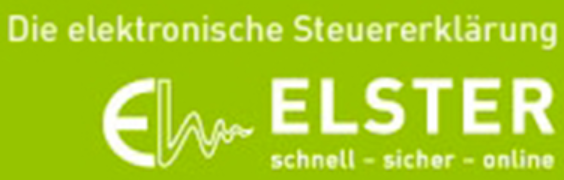 Die elektronische Steuererklärung
ELSTER
schnell – sicher – online